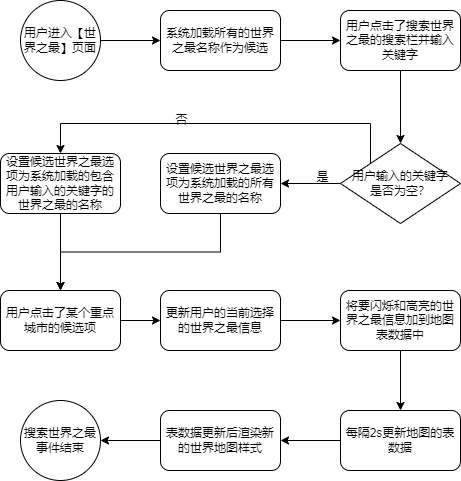 用户进入【世
界之最】页面
系统加载所有的世界
之最名称作为候选
用户点击了搜索世界
之最的搜索栏并输入
关键字
否
设置候选世界之最选
项为系统加载的包含
用户输入的关键字的
世界之最的名称
设置候选世界之最选
项为系统加载的所有
世界之最的名称
是
用户输入的关键字
是否为空?
用户点击了某个重点
城市的候选项
更新用户的当前选择
的世界之最信息
将要闪烁和高亮的世
界之最信息加到地图
表数据中
搜索世界之最
事件结束
表数据更新后渲染新
的世界地图样式
每隔2s更新地图的表
数据